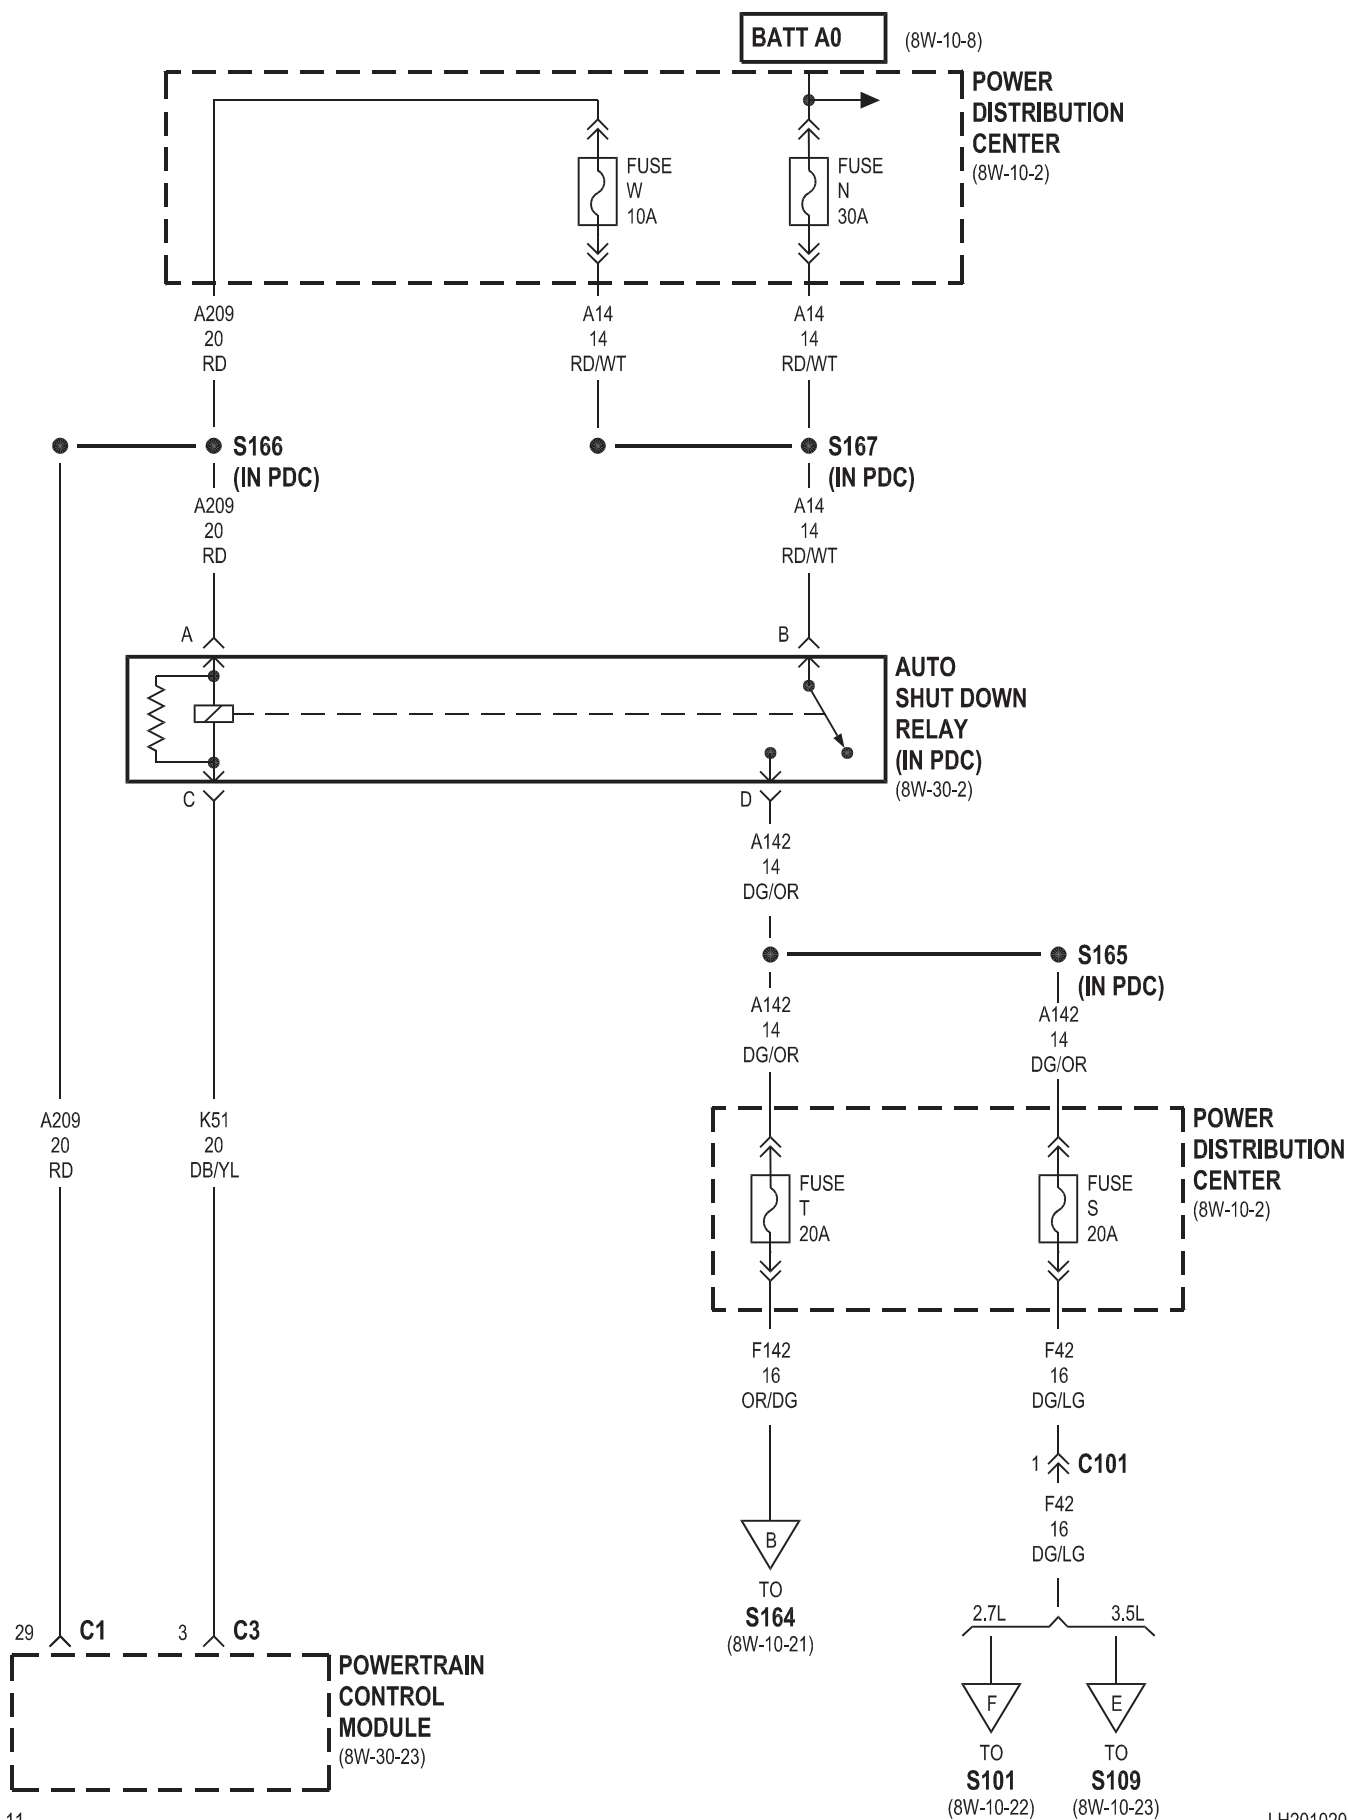 BATT A0
(8W-10-8)
POWER
DISTRIBUTION
CENTER
(8W-10-2)
FUSE
W
10A
FUSE
N
30A
A209
20
RD
A14
14
RD/WT
A14
14
RD/WT
S166
(IN PDC)
S167
(IN PDC)
A209
20
RD
A14
14
RD/WT
A
B
AUTO
SHUT DOWN
RELAY
(IN PDC)
(8W-30-2)
C
D
A142
14
DG/OR
S165
(IN PDC)
A142
14
DG/OR
A142
14
DG/OR
A209
20
RD
K51
20
DB/YL
POWER
DISTRIBUTION
CENTER
(8W-10-2)
FUSE
T
20A
FUSE
S
20A
F142
16
OR/DG
F42
16
DG/LG
1 C101
F42
16
DG/LG
B
TO
S164
(8W-10-21)
2.7L
3.5L
29 C1
3 C3
POWERTRAIN
CONTROL
MODULE
(8W-30-23)
F
TO
S101
(8W-10-22)
E
TO
S109
(8W-10-23)
11
LH201020